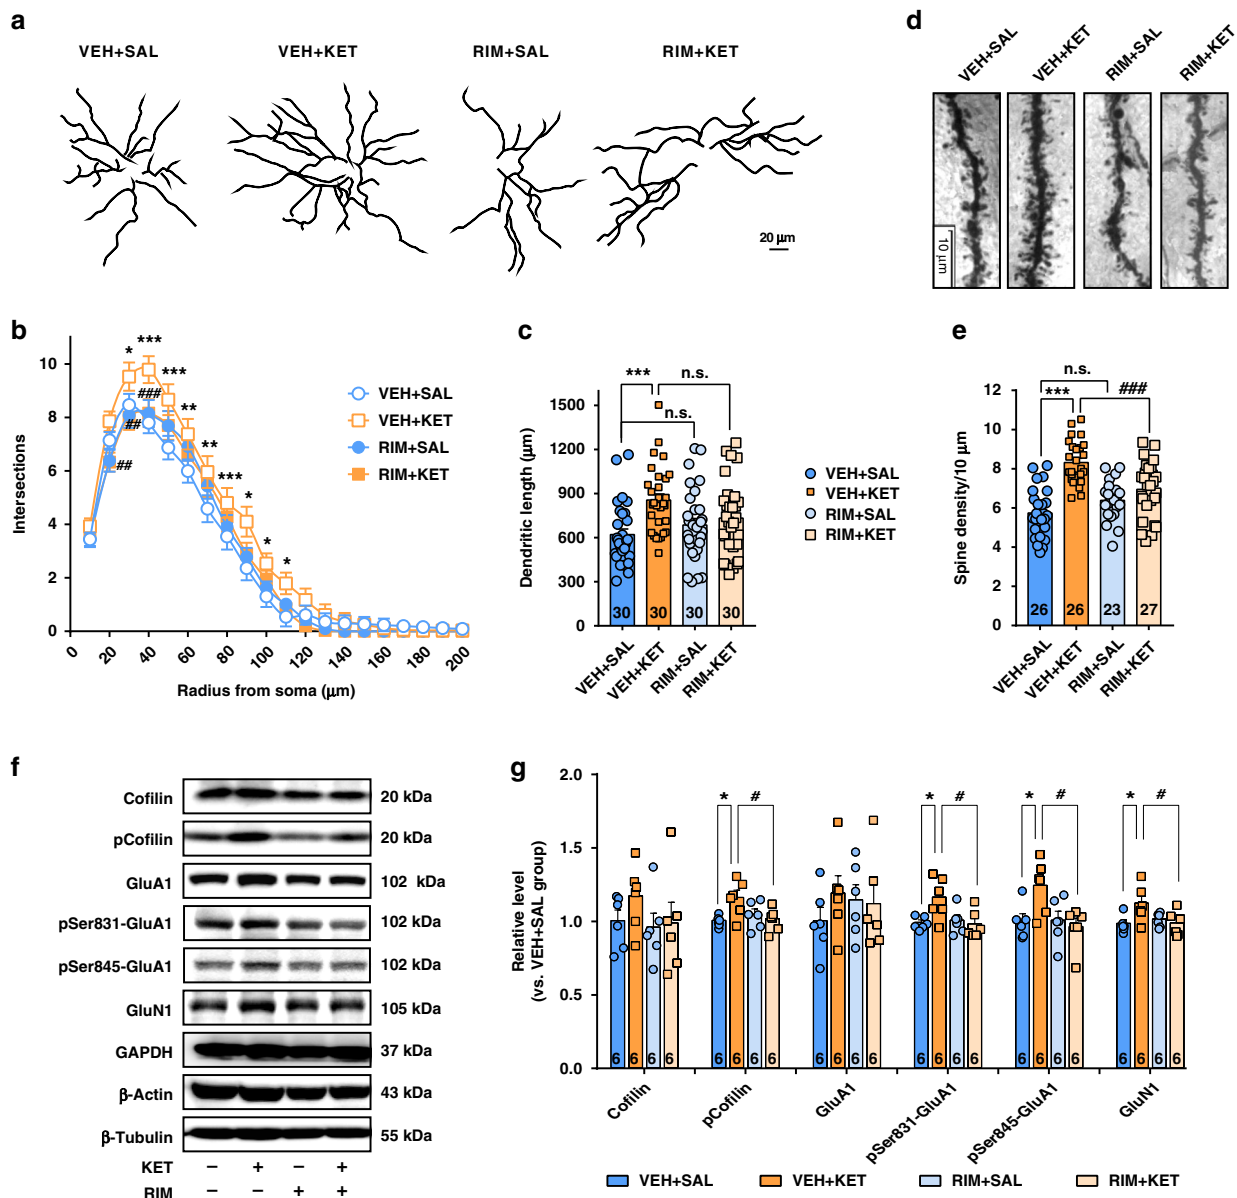 a
VEH+SAL VEH+KET RIM+SAL RIM+KET
20 µm
d
VEH+SAL VEH+KET RIM+SAL RIM+KET
10 µm
b
Intersections
10
8
6
4
2
0
0 20 40 60 80 100 120 140 160 180 200
Radius from soma (µm)
* *** *** ** ** *** * * *
### ## ##
VEH+SAL
VEH+KET
RIM+SAL
RIM+KET
c
Dendritic length (µm)
1500
1200
900
600
300
0
*** n.s.
n.s.
30 30 30 30
VEH+SAL VEH+KET RIM+SAL RIM+KET
VEH+SAL
VEH+KET
RIM+SAL
RIM+KET
e
Spine density/10 µm
12
10
8
6
4
2
0
n.s.
*** ###
26 26 23 27
VEH+SAL VEH+KET RIM+SAL RIM+KET
f
Cofilin 20 kDa
pCofilin 20 kDa
GluA1 102 kDa
pSer831-GluA1 102 kDa
pSer845-GluA1 102 kDa
GluN1 105 kDa
GAPDH 37 kDa
β-Actin 43 kDa
β-Tubulin 55 kDa
KET − + − +
RIM − − + +
g
Relative level
(vs. VEH+SAL group)
2.0
1.5
1.0
0.5
0.0
* # * # * # * #
6 6 6 6 6 6 6 6 6 6 6 6 6 6 6 6 6 6 6 6 6 6 6 6
Cofilin pCofilin GluA1 pSer831-GluA1 pSer845-GluA1 GluN1
VEH+SAL VEH+KET RIM+SAL RIM+KET